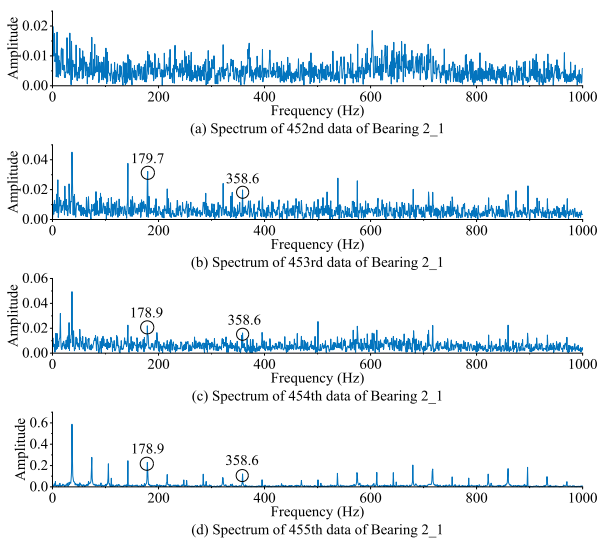 Amplitude
0.02
0.01
0.00
0 200 400 600 800 1000
Frequency (Hz)
(a) Spectrum of 452nd data of Bearing 2_1
Amplitude
0.04
0.02
0.00
179.7
358.6
0 200 400 600 800 1000
Frequency (Hz)
(b) Spectrum of 453rd data of Bearing 2_1
Amplitude
0.06
0.04
0.02
0.00
178.9
358.6
0 200 400 600 800 1000
Frequency (Hz)
(c) Spectrum of 454th data of Bearing 2_1
Amplitude
0.6
0.4
0.2
0.0
178.9
358.6
0 200 400 600 800 1000
Frequency (Hz)
(d) Spectrum of 455th data of Bearing 2_1